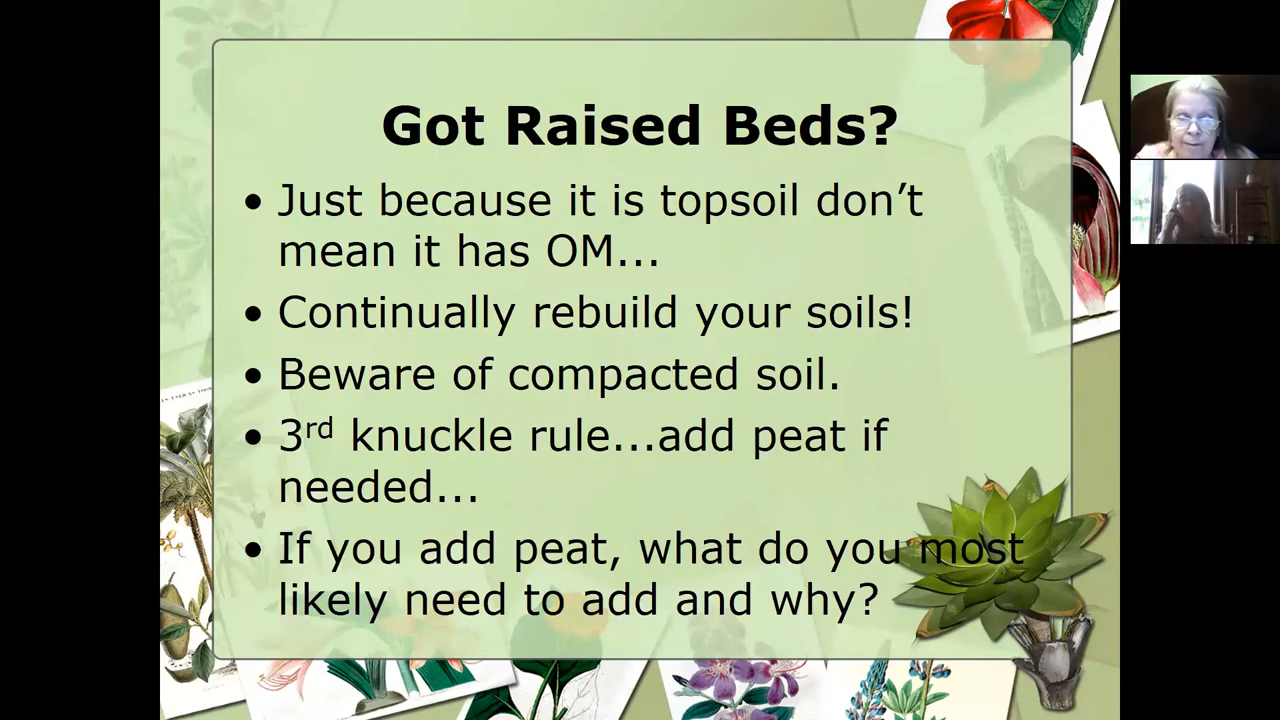 Got Raised Beds?
• Just because it is topsoil don’t
mean it has OM...
• Continually rebuild your soils!
• Beware of compacted soil.
• 3rd knuckle rule...add peat if
needed...
• If you add peat, what do you most
likely need to add and why?